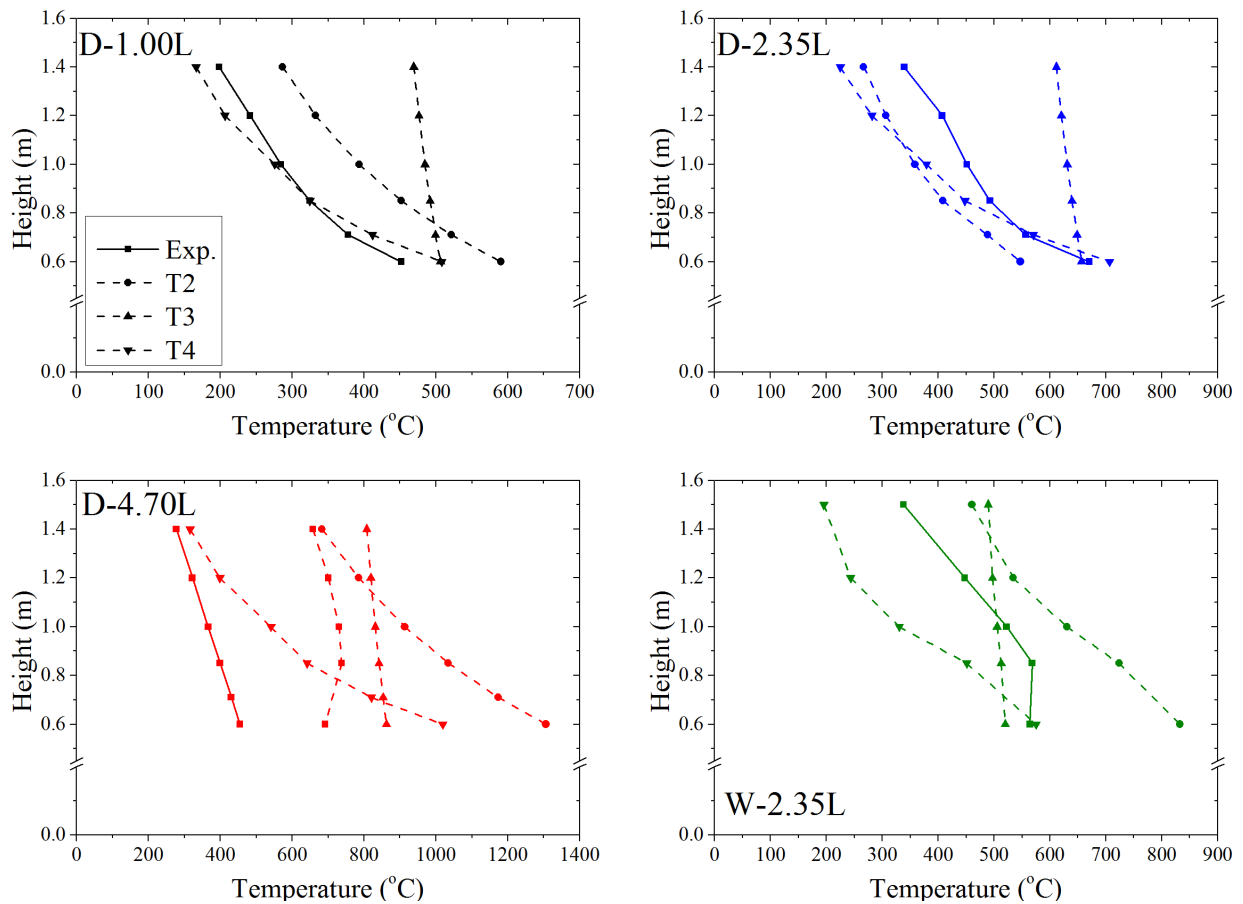 D-1.00L
1.6
1.4
1.2
1.0
0.8
0.6
0.0
Height (m)
Exp.
T2
T3
T4
0 100 200 300 400 500 600 700
Temperature (°C)
D-2.35L
1.6
1.4
1.2
1.0
0.8
0.6
0.0
Height (m)
0 100 200 300 400 500 600 700 800 900
Temperature (°C)
D-4.70L
1.6
1.4
1.2
1.0
0.8
0.6
0.0
Height (m)
0 200 400 600 800 1000 1200 1400
Temperature (°C)
1.6
1.4
1.2
1.0
0.8
0.6
0.0
Height (m)
W-2.35L
0 100 200 300 400 500 600 700 800 900
Temperature (°C)